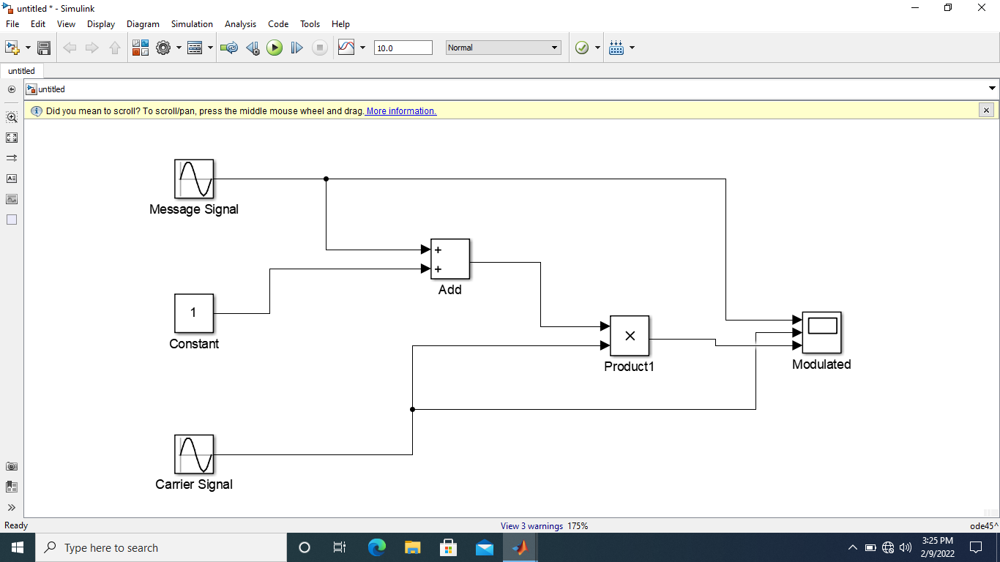 untitled * - Simulink
File Edit View Display Diagram Simulation Analysis Code Tools Help
10.0 Normal
untitled
untitled
Did you mean to scroll? To scroll/pan, press the middle mouse wheel and drag. More information.
Message Signal
+
+
Add
1
Constant
×
Product1
Modulated
Carrier Signal
Ready View 3 warnings 175% ode45^
Type here to search
3:25 PM
2/9/2022